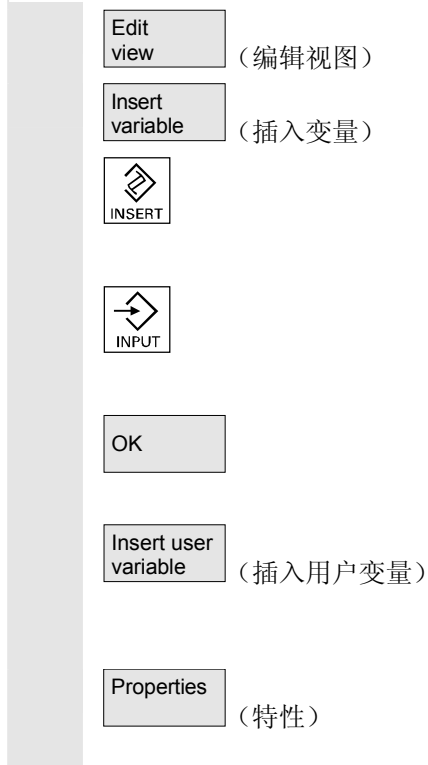 Edit
view （编辑视图）
Insert
variable （插入变量）
INSERT
INPUT
OK
Insert user
variable （插入用户变量）
Properties
（特性）